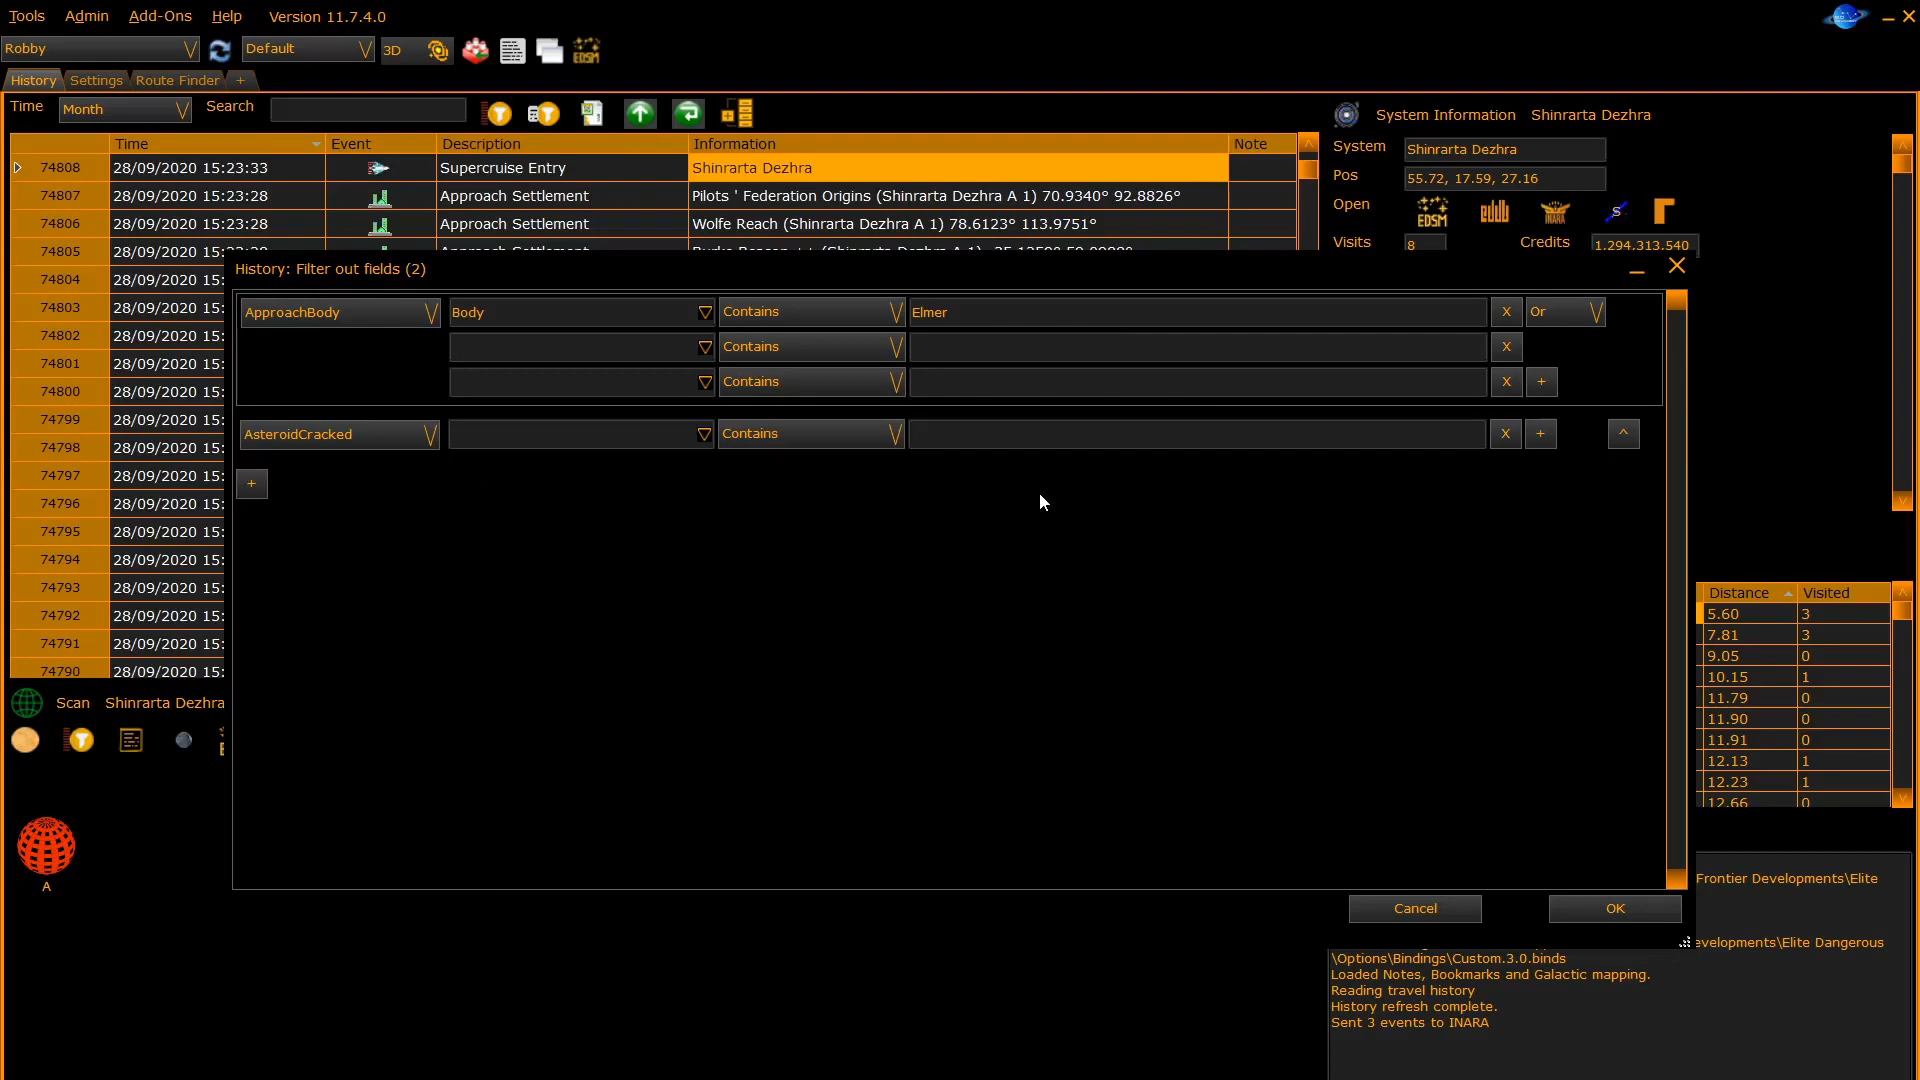 Tools Admin Add-Ons Help Version 11.7.4.0
Robby Default 3D EDSM
History Settings Route Finder +
Time Month Search
System Information Shinrarta Dezhra
Time Event Description Information Note
74808 28/09/2020 15:23:33 Supercruise Entry Shinrarta Dezhra
74807 28/09/2020 15:23:28 Approach Settlement Pilots ' Federation Origins (Shinrarta Dezhra A 1) 70.9340° 92.8826°
74806 28/09/2020 15:23:28 Approach Settlement Wolfe Reach (Shinrarta Dezhra A 1) 78.6123° 113.9751°
74805
System Shinrarta Dezhra
Pos 55.72, 17.59, 27.16
Open EDSM INARA S
Visits 8 Credits 1,294,313,540
History: Filter out fields (2)
ApproachBody Body Contains Elmer X Or
Contains X
Contains X +
AsteroidCracked Contains X + ^
+
Cancel OK
74804 28/09/2020 15:
74803 28/09/2020 15:
74802 28/09/2020 15:
74801 28/09/2020 15:
74800 28/09/2020 15:
74799 28/09/2020 15:
74798 28/09/2020 15:
74797 28/09/2020 15:
74796 28/09/2020 15:
74795 28/09/2020 15:
74794 28/09/2020 15:
74793 28/09/2020 15:
74792 28/09/2020 15:
74791 28/09/2020 15:
74790 28/09/2020 15:
Scan Shinrarta Dezhra
A
Distance Visited
5.60 3
7.81 3
9.05 0
10.15 1
11.79 0
11.90 0
11.91 0
12.13 1
12.23 1
12.66 0
Frontier Developments\Elite
evelopments\Elite Dangerous
\Options\Bindings\Custom.3.0.binds
Loaded Notes, Bookmarks and Galactic mapping.
Reading travel history
History refresh complete.
Sent 3 events to INARA